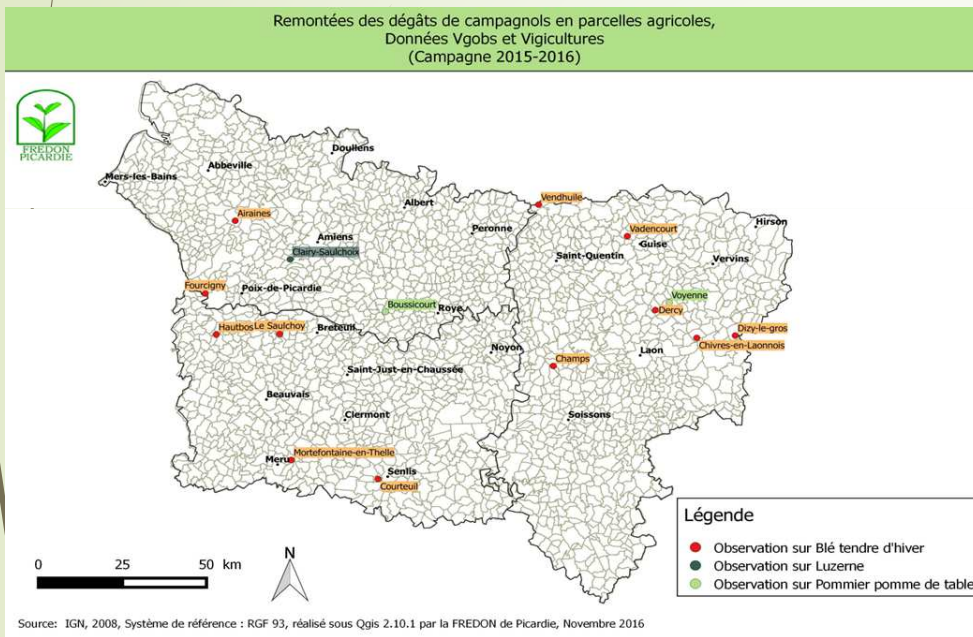 Remontées des dégâts de campagnols en parcelles agricoles,
Données Vgobs et Vigicultures
(Campagne 2015-2016)
FREDON
PICARDIE
Doullens
Mers-les-Bains
Abbeville
Albert
Vendhuile
Airaines
Peronne
Vadencourt
Hirson
Amiens
Guise
Clairy-Saulchoix
Saint-Quentin
Vervins
Fourcigny
Poix-de-Picardie
Boussicourt
Roye
Voyenne
Dercy
Hautbos
Le Saulchoy
Breteuil
Dizy-le-gros
Chivres-en-Laonnois
Noyon
Laon
Champs
Saint-Just-en-Chaussée
Beauvais
Clermont
Soissons
Meru
Mortefontaine-en-Thelle
Senlis
Courteuil
Légende
Observation sur Blé tendre d'hiver
Observation sur Luzerne
Observation sur Pommier pomme de table
0 25 50 km
N
Source: IGN, 2008, Système de référence : RGF 93, réalisé sous Qgis 2.10.1 par la FREDON de Picardie, Novembre 2016